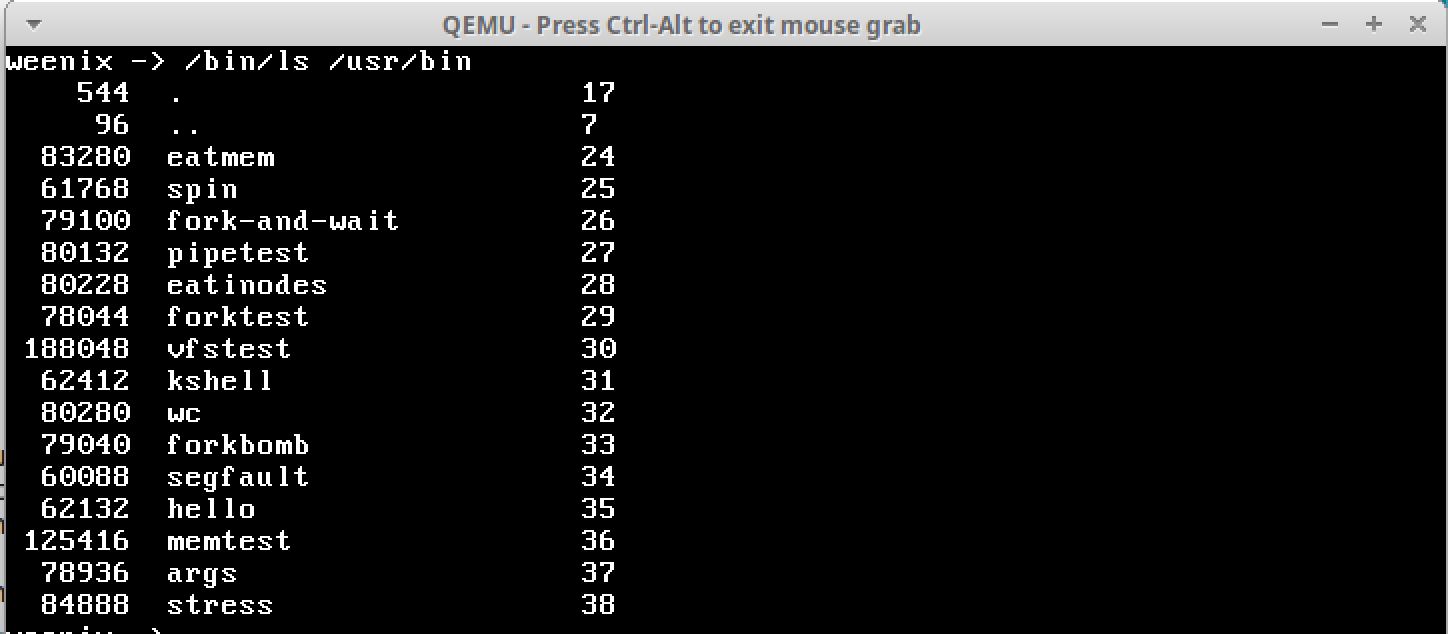 QEMU - Press Ctrl-Alt to exit mouse grab
weenix -> /bin/ls /usr/bin
544 . 17
96 .. 7
83280 eatmem 24
61768 spin 25
79100 fork-and-wait 26
80132 pipetest 27
80228 eatinodes 28
78044 forktest 29
188048 vfstest 30
62412 kshell 31
80280 wc 32
79040 forkbomb 33
60088 segfault 34
62132 hello 35
125416 memtest 36
78936 args 37
84888 stress 38
weenix ->